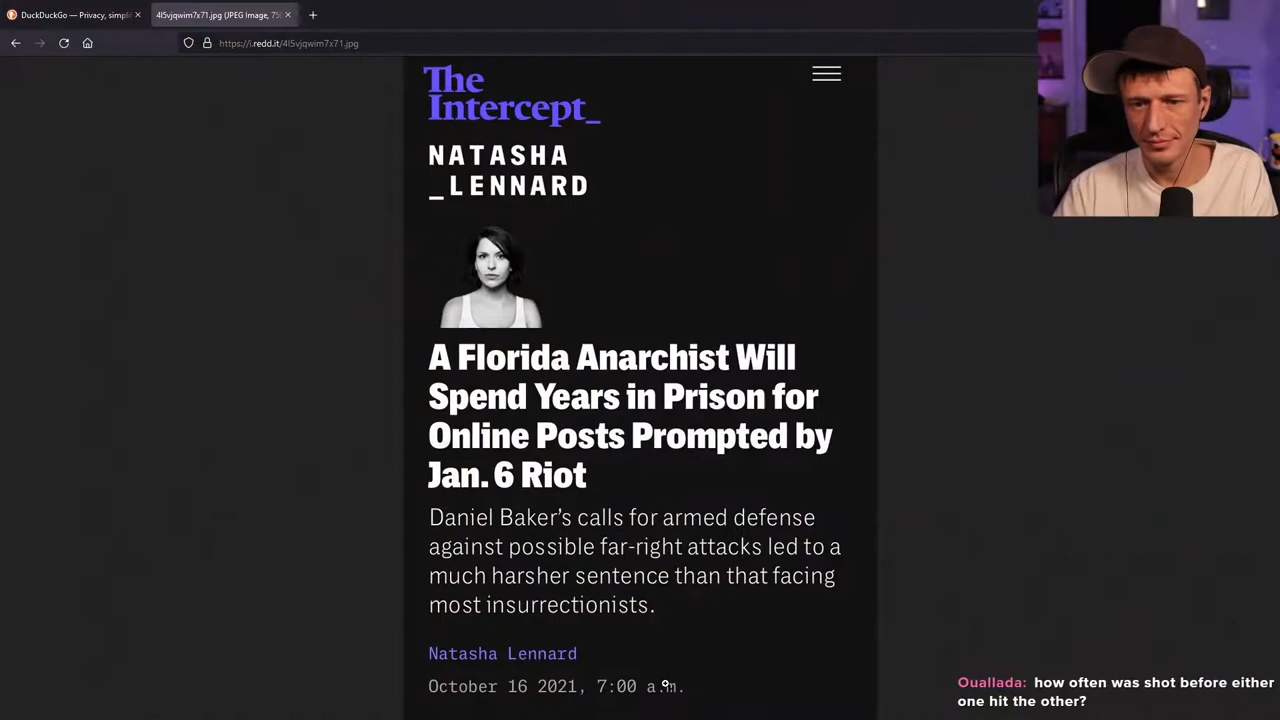 DuckDuckGo — Privacy, simpli
4l5vjqwim7x71.jpg (JPEG Image, 750
https://i.redd.it/4l5vjqwim7x71.jpg
The
Intercept_
NATASHA
_LENNARD
A Florida Anarchist Will
Spend Years in Prison for
Online Posts Prompted by
Jan. 6 Riot
Daniel Baker’s calls for armed defense
against possible far-right attacks led to a
much harsher sentence than that facing
most insurrectionists.
Natasha Lennard
October 16 2021, 7:00 a.m.
Ouallada: how often was shot before either
one hit the other?